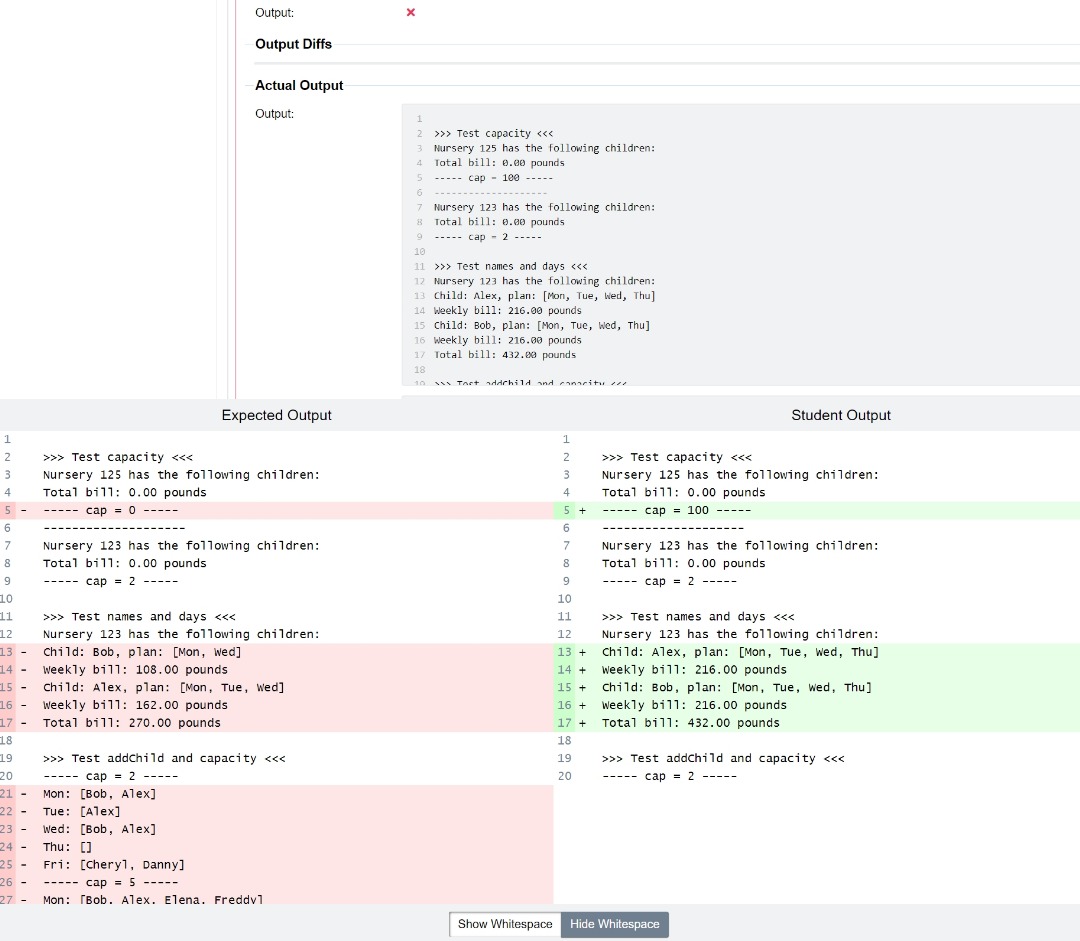 Output: ×
Output Diffs
Actual Output
Output:
1
2 >>> Test capacity <<<
3 Nursery 125 has the following children:
4 Total bill: 0.00 pounds
5 ----- cap = 100 -----
6 --------------------
7 Nursery 123 has the following children:
8 Total bill: 0.00 pounds
9 ----- cap = 2 -----
10
11 >>> Test names and days <<<
12 Nursery 123 has the following children:
13 Child: Alex, plan: [Mon, Tue, Wed, Thu]
14 Weekly bill: 216.00 pounds
15 Child: Bob, plan: [Mon, Tue, Wed, Thu]
16 Weekly bill: 216.00 pounds
17 Total bill: 432.00 pounds
18
19 >>> Test addChild and capacity <<<
Expected Output
1
2 >>> Test capacity <<<
3 Nursery 125 has the following children:
4 Total bill: 0.00 pounds
5 - ----- cap = 0 -----
6 --------------------
7 Nursery 123 has the following children:
8 Total bill: 0.00 pounds
9 ----- cap = 2 -----
10
11 >>> Test names and days <<<
12 Nursery 123 has the following children:
13 - Child: Bob, plan: [Mon, Wed]
14 - Weekly bill: 108.00 pounds
15 - Child: Alex, plan: [Mon, Tue, Wed]
16 - Weekly bill: 162.00 pounds
17 - Total bill: 270.00 pounds
18
19 >>> Test addChild and capacity <<<
20 ----- cap = 2 -----
21 - Mon: [Bob, Alex]
22 - Tue: [Alex]
23 - Wed: [Bob, Alex]
24 - Thu: []
25 - Fri: [Cheryl, Danny]
26 - ----- cap = 5 -----
27 - Mon: [Bob, Alex, Elena, Freddy]
Student Output
1
2 >>> Test capacity <<<
3 Nursery 125 has the following children:
4 Total bill: 0.00 pounds
5 + ----- cap = 100 -----
6 --------------------
7 Nursery 123 has the following children:
8 Total bill: 0.00 pounds
9 ----- cap = 2 -----
10
11 >>> Test names and days <<<
12 Nursery 123 has the following children:
13 + Child: Alex, plan: [Mon, Tue, Wed, Thu]
14 + Weekly bill: 216.00 pounds
15 + Child: Bob, plan: [Mon, Tue, Wed, Thu]
16 + Weekly bill: 216.00 pounds
17 + Total bill: 432.00 pounds
18
19 >>> Test addChild and capacity <<<
20 ----- cap = 2 -----
Show Whitespace Hide Whitespace